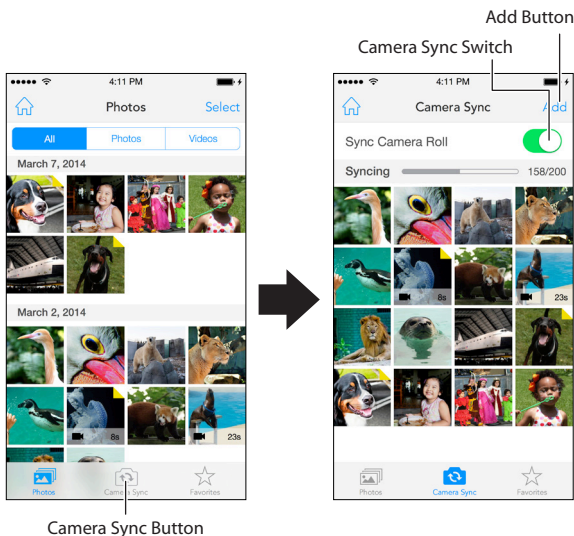 Add Button
Camera Sync Switch
4:11 PM
Photos
Select
All
Photos
Videos
March 7, 2014
March 2, 2014
8s
23s
Photos
Camera Sync
Favorites
Camera Sync Button
4:11 PM
Camera Sync
Add
Sync Camera Roll
Syncing
158/200
8s
23s
Photos
Camera Sync
Favorites